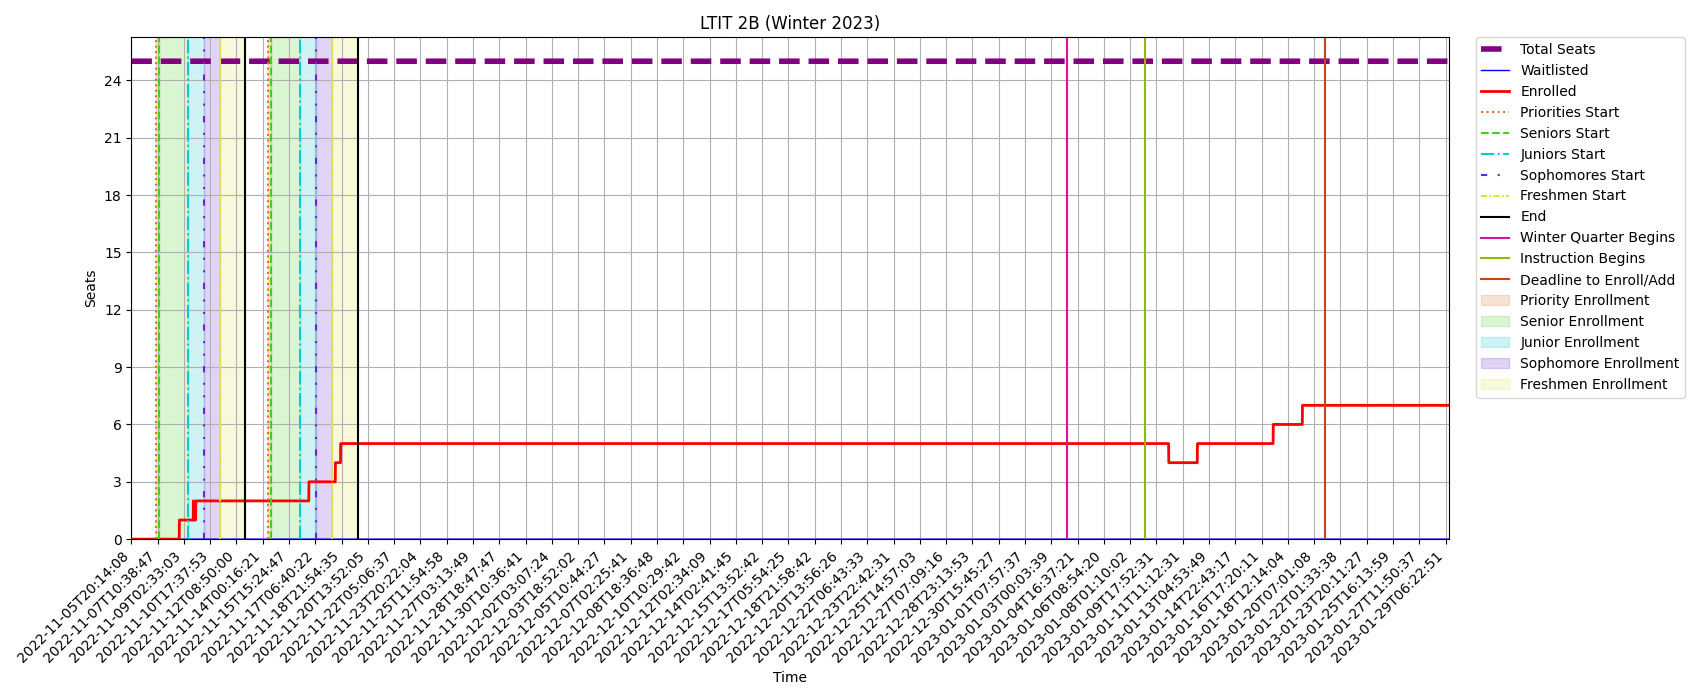 LTIT 2B (Winter 2023)
Seats
24
21
18
15
12
9
6
3
0
2022-11-05T20:14:08
2022-11-07T10:38:47
2022-11-09T02:33:03
2022-11-10T17:37:53
2022-11-12T08:50:00
2022-11-14T00:16:21
2022-11-15T15:24:47
2022-11-17T06:40:22
2022-11-18T21:54:35
2022-11-20T13:52:05
2022-11-22T05:06:37
2022-11-23T20:22:04
2022-11-25T11:54:58
2022-11-27T03:13:49
2022-11-28T18:47:47
2022-11-30T10:36:41
2022-12-02T03:07:24
2022-12-03T18:52:02
2022-12-05T10:44:27
2022-12-07T02:25:41
2022-12-08T18:36:48
2022-12-10T10:29:42
2022-12-12T02:34:09
2022-12-14T02:41:45
2022-12-15T13:52:42
2022-12-17T05:54:25
2022-12-18T21:58:42
2022-12-20T13:56:26
2022-12-22T06:43:33
2022-12-23T22:42:31
2022-12-25T14:57:03
2022-12-27T07:09:16
2022-12-28T23:13:53
2022-12-30T15:45:27
2023-01-01T07:57:37
2023-01-03T00:03:39
2023-01-04T16:37:21
2023-01-06T08:54:20
2023-01-08T01:10:02
2023-01-09T17:52:31
2023-01-11T11:12:31
2023-01-13T04:53:49
2023-01-14T22:43:17
2023-01-16T17:20:11
2023-01-18T12:14:04
2023-01-20T07:01:08
2023-01-22T01:33:38
2023-01-23T20:11:27
2023-01-25T16:13:59
2023-01-27T11:50:37
2023-01-29T06:22:51
Time
Total Seats
Waitlisted
Enrolled
Priorities Start
Seniors Start
Juniors Start
Sophomores Start
Freshmen Start
End
Winter Quarter Begins
Instruction Begins
Deadline to Enroll/Add
Priority Enrollment
Senior Enrollment
Junior Enrollment
Sophomore Enrollment
Freshmen Enrollment